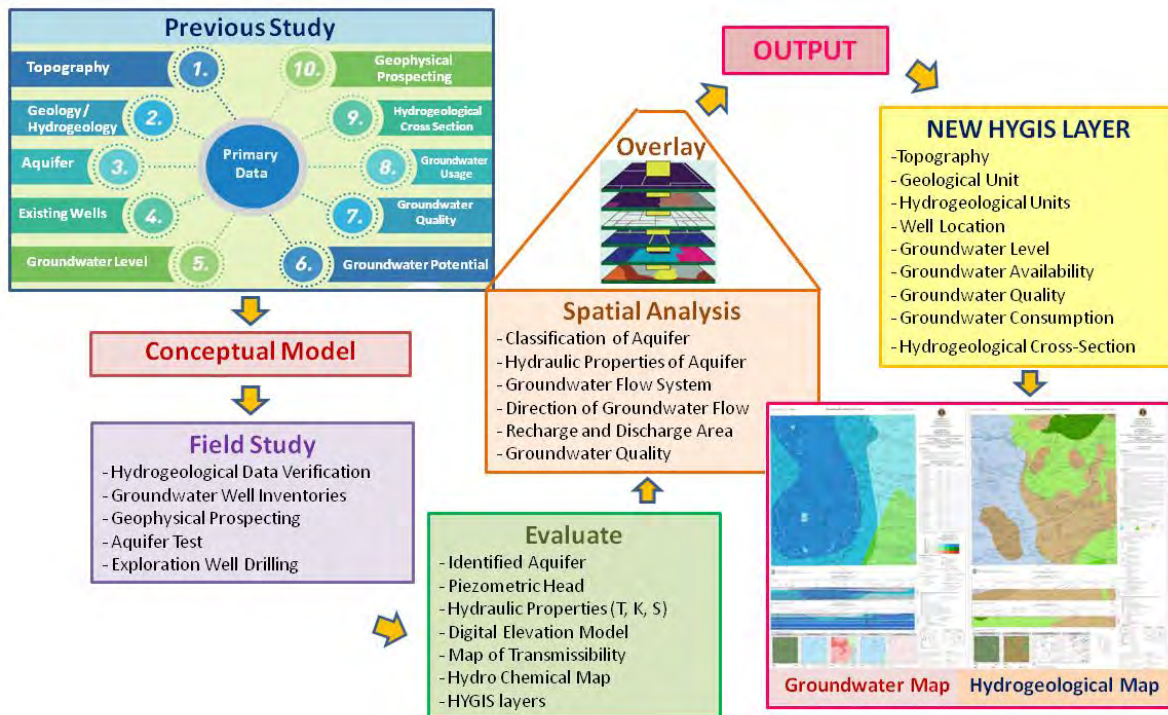 Previous Study
Topography
1.
Geology /
Hydrogeology
2.
Aquifer
3.
Existing Wells
4.
Groundwater Level
5.
Primary
Data
10.
Geophysical
Prospecting
9.
Hydrogeological
Cross Section
8.
Groundwater
Usage
7.
Groundwater
Quality
6.
Groundwater Potential
Conceptual Model
Field Study
- Hydrogeological Data Verification
- Groundwater Well Inventories
- Geophysical Prospecting
- Aquifer Test
- Exploration Well Drilling
Evaluate
- Identified Aquifer
- Piezometric Head
- Hydraulic Properties (T, K, S)
- Digital Elevation Model
- Map of Transmissibility
- Hydro Chemical Map
- HYGIS layers
Overlay
Spatial Analysis
- Classification of Aquifer
- Hydraulic Properties of Aquifer
- Groundwater Flow System
- Direction of Groundwater Flow
- Recharge and Discharge Area
- Groundwater Quality
OUTPUT
NEW HYGIS LAYER
-Topography
- Geological Unit
- Hydrogeological Units
- Well Location
- Groundwater Level
- Groundwater Availability
- Groundwater Quality
- Groundwater Consumption
- Hydrogeological Cross-Section
Groundwater Map
Hydrogeological Map